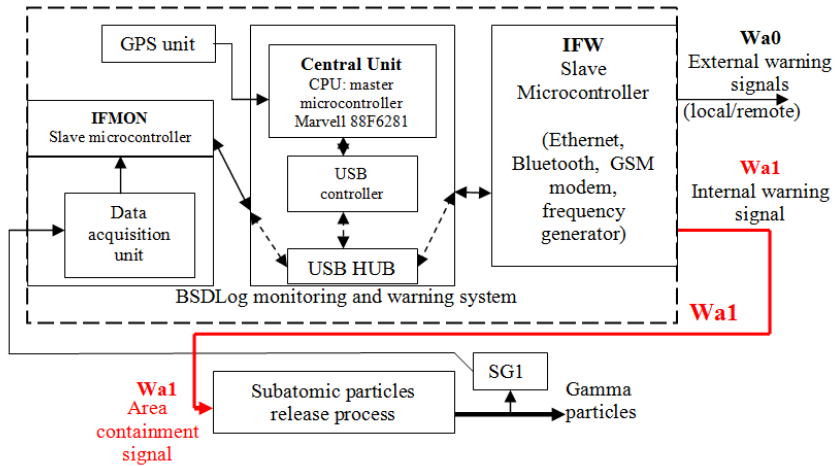 GPS unit
Central Unit
CPU: master
microcontroller
Marvell 88F6281
IFW
Slave
Microcontroller
(Ethernet,
Bluetooth, GSM
modem,
frequency
generator)
Wa0
External warning
signals
(local/remote)
IFMON
Slave microcontroller
USB
controller
Wa1
Internal warning
signal
Data
acquisition
unit
USB HUB
BSDLog monitoring and warning system
Wa1
SG1
Wa1
Area
containment
signal
Subatomic particles
release process
Gamma
particles